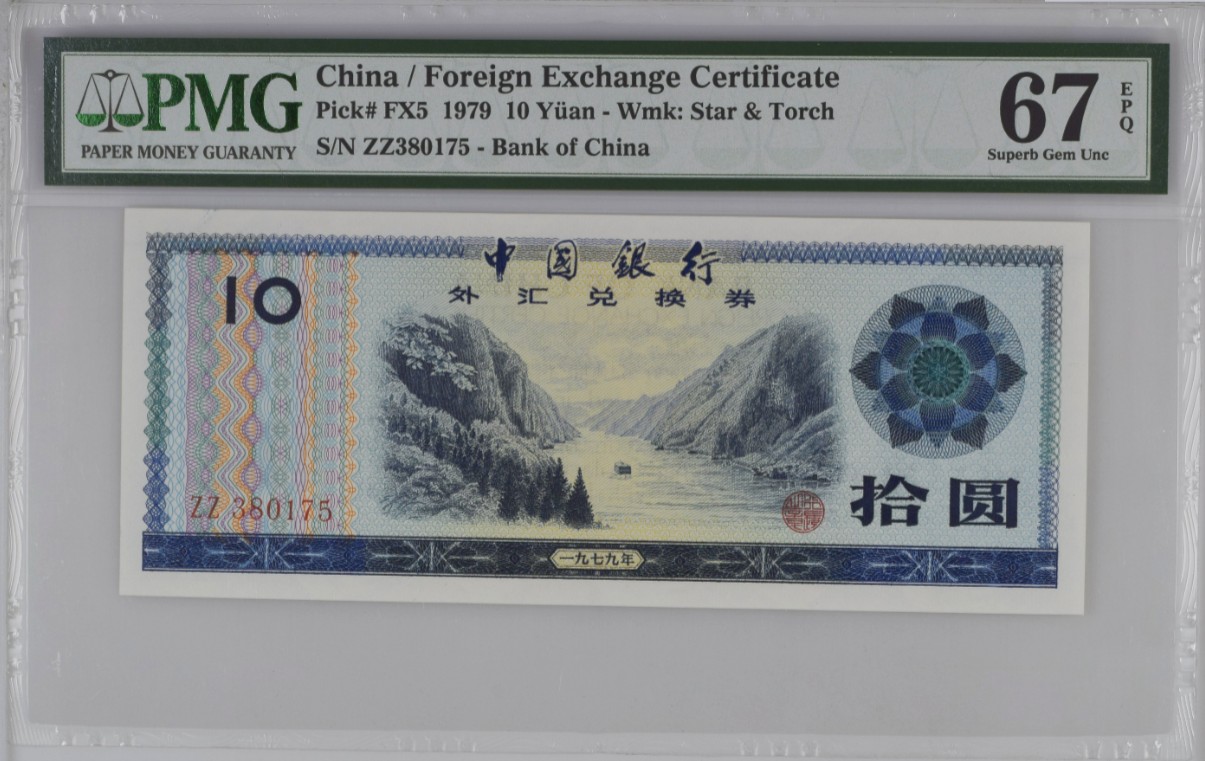 PMG
PAPER MONEY GUARANTY
China / Foreign Exchange Certificate
Pick# FX5 1979 10 Yüan - Wmk: Star & Torch
S/N ZZ380175 - Bank of China
67
EPQ
Superb Gem Unc
中国銀行
外汇兑换券
10
拾圆
ZZ 380175
一九七九年